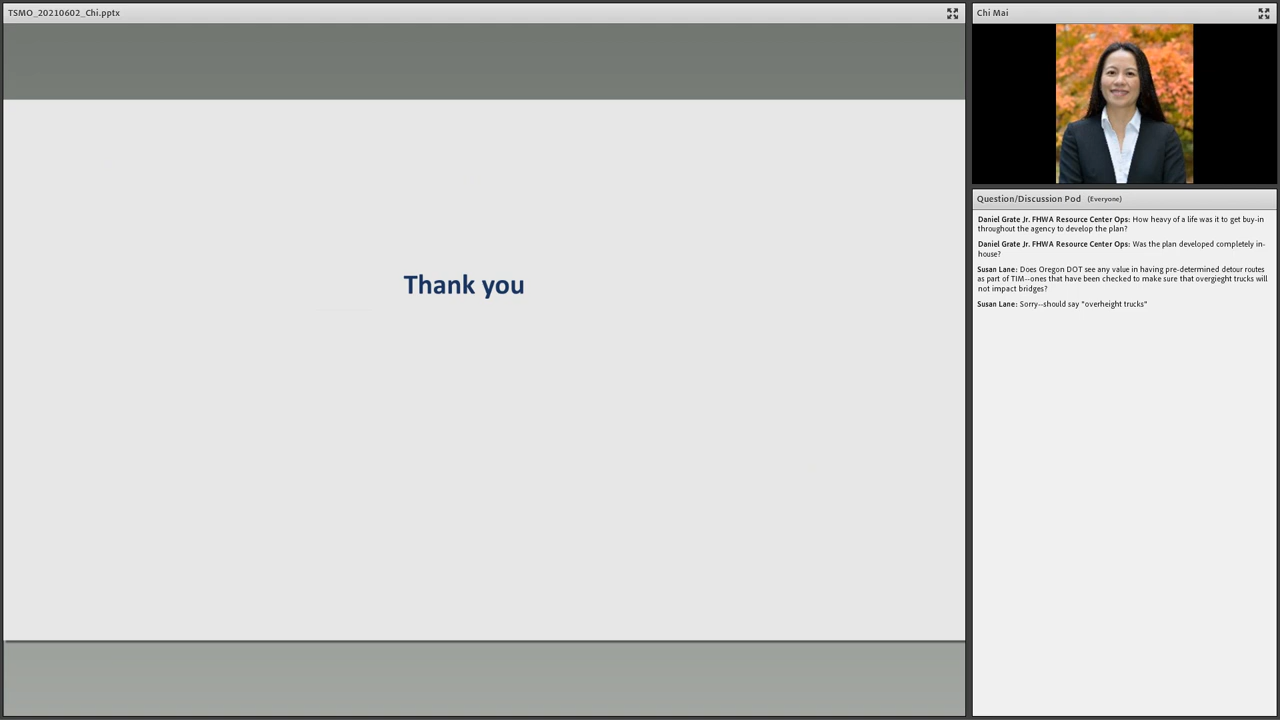 TSMO_20210602_Chi.pptx
Thank you
Chi Mai
Question/Discussion Pod (Everyone)
Daniel Grate Jr. FHWA Resource Center Ops: How heavy of a life was it to get buy-in
throughout the agency to develop the plan?
Daniel Grate Jr. FHWA Resource Center Ops: Was the plan developed completely in-
house?
Susan Lane: Does Oregon DOT see any value in having pre-determined detour routes
as part of TIM--ones that have been checked to make sure that overgieght trucks will
not impact bridges?
Susan Lane: Sorry--should say "overheight trucks"